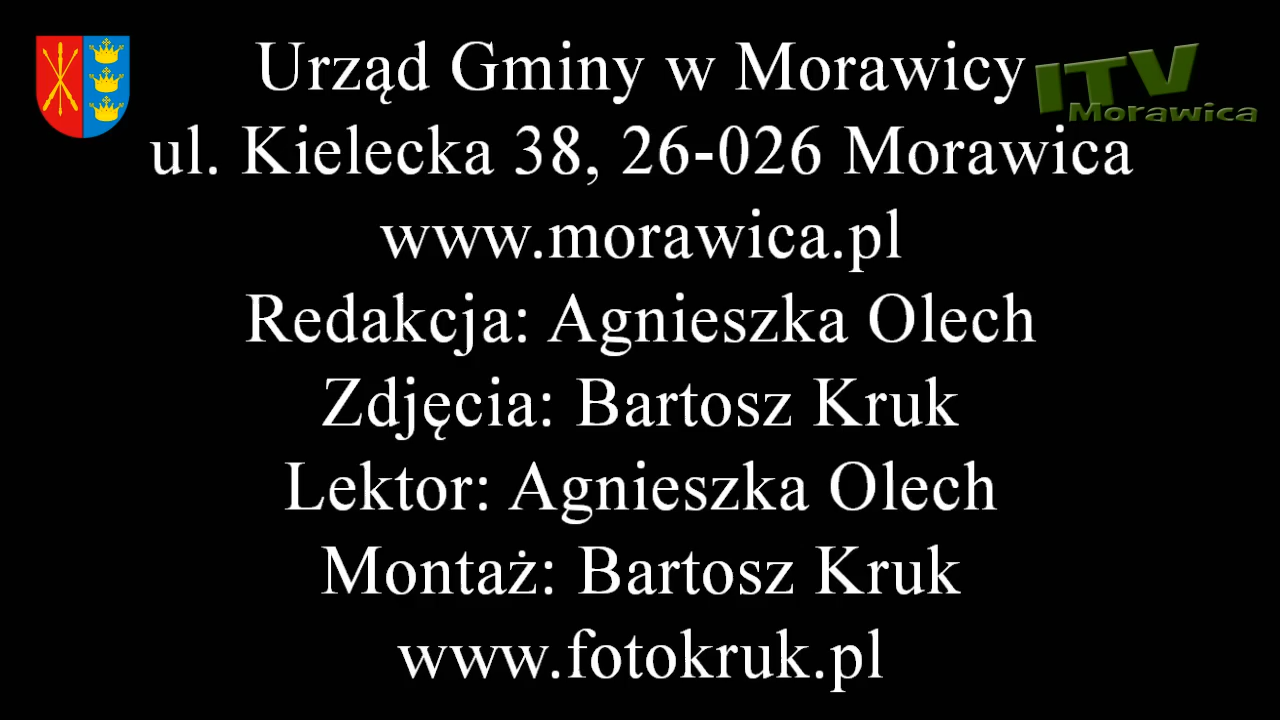 Urząd Gminy w Morawicy
ITV
Morawica
ul. Kielecka 38, 26-026 Morawica
www.morawica.pl
Redakcja: Agnieszka Olech
Zdjęcia: Bartosz Kruk
Lektor: Agnieszka Olech
Montaż: Bartosz Kruk
www.fotokruk.pl